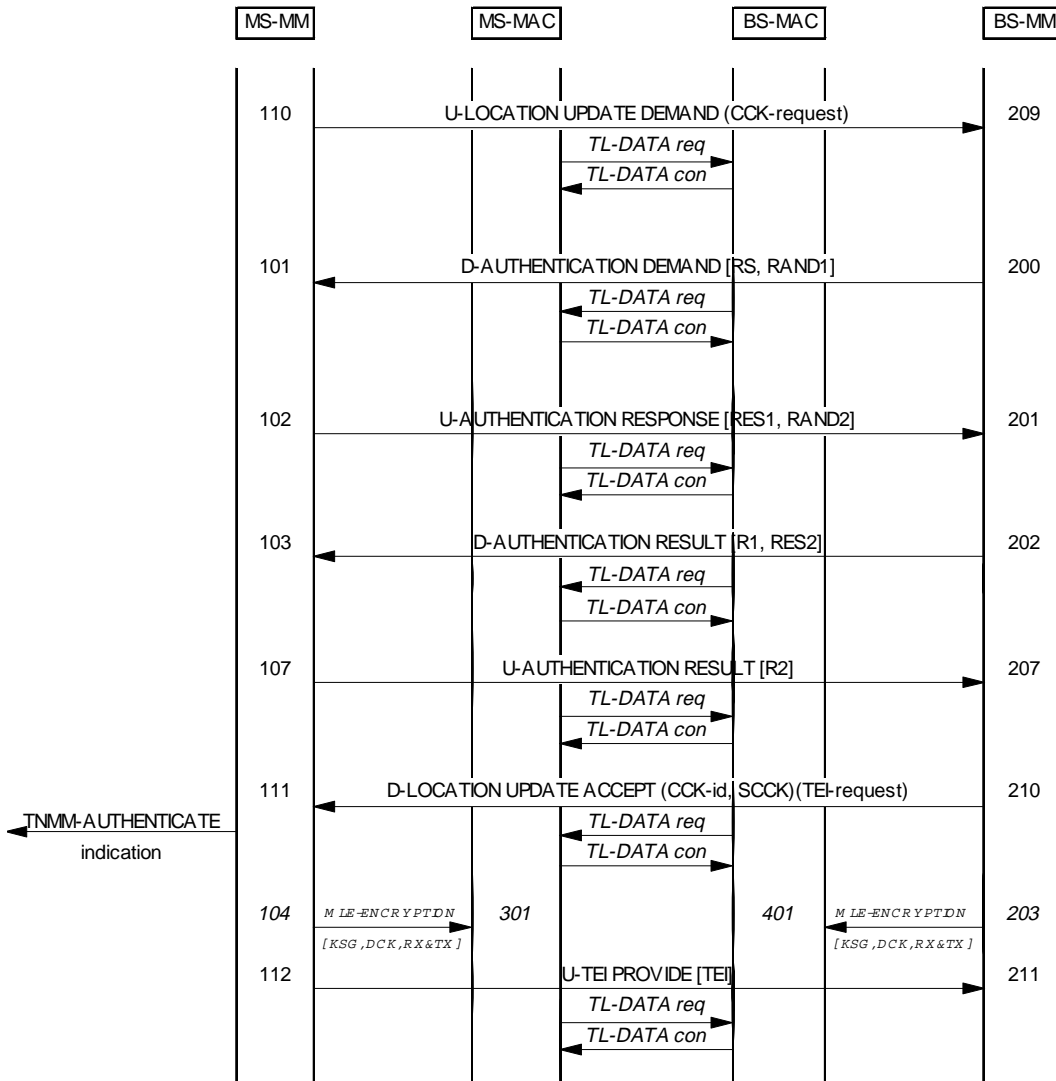 MS-MM MS-MAC BS-MAC BS-MM
110 U-LOCATION UPDATE DEMAND (CCK-request) 209
TL-DATA req
TL-DATA con
101 D-AUTHENTICATION DEMAND [RS, RAND1] 200
TL-DATA req
TL-DATA con
102 U-AUTHENTICATION RESPONSE [RES1, RAND2] 201
TL-DATA req
TL-DATA con
103 D-AUTHENTICATION RESULT [R1, RES2] 202
TL-DATA req
TL-DATA con
107 U-AUTHENTICATION RESULT [R2] 207
TL-DATA req
TL-DATA con
111 D-LOCATION UPDATE ACCEPT (CCK-id, SCCK)(TEI-request) 210
TNMM-AUTHENTICATE TL-DATA req
indication TL-DATA con
104 MLE-ENCRYPTION 301 401 MLE-ENCRYPTION 203
[KSG,DCK,RX&TX] [KSG,DCK,RX&TX]
112 U-TEI PROVIDE [TEI] 211
TL-DATA req
TL-DATA con